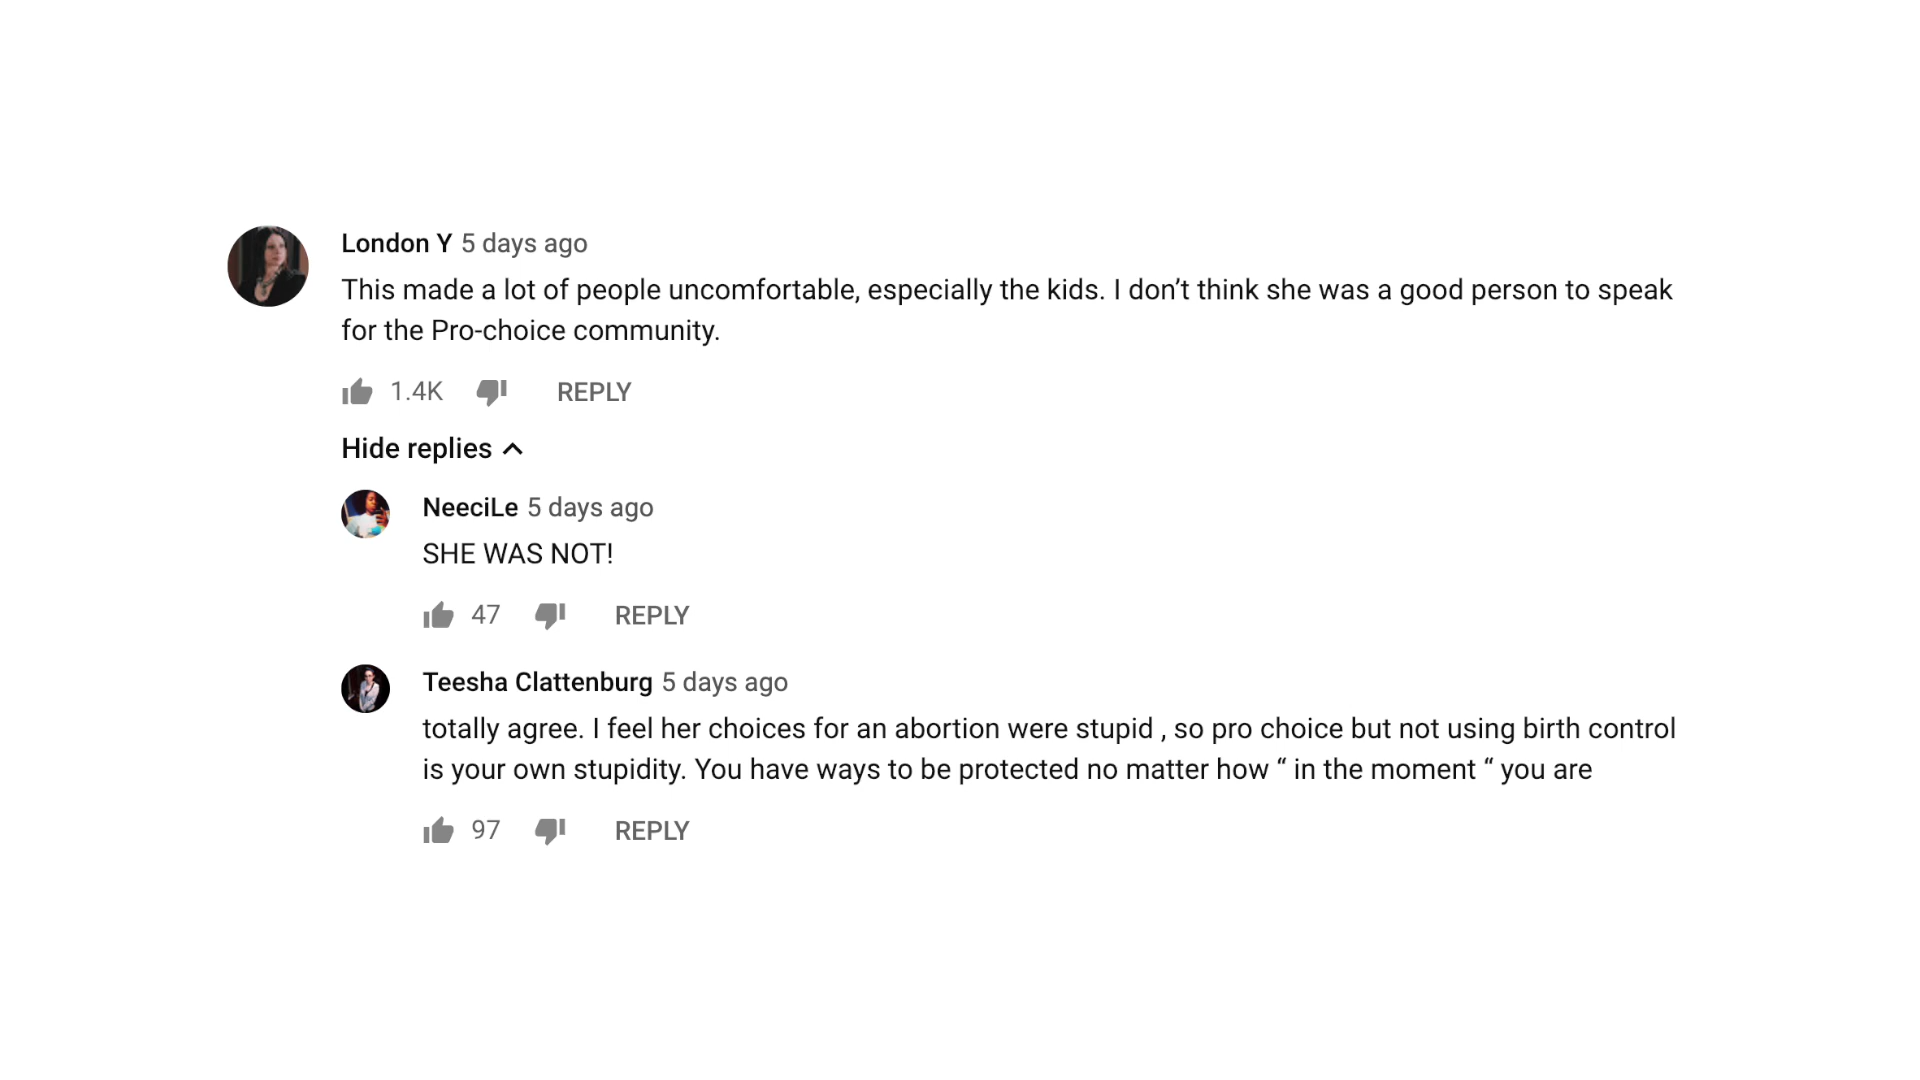 London Y 5 days ago
This made a lot of people uncomfortable, especially the kids. I don’t think she was a good person to speak
for the Pro-choice community.
1.4K REPLY
Hide replies
NeeciLe 5 days ago
SHE WAS NOT!
47 REPLY
Teesha Clattenburg 5 days ago
totally agree. I feel her choices for an abortion were stupid , so pro choice but not using birth control
is your own stupidity. You have ways to be protected no matter how “ in the moment “ you are
97 REPLY